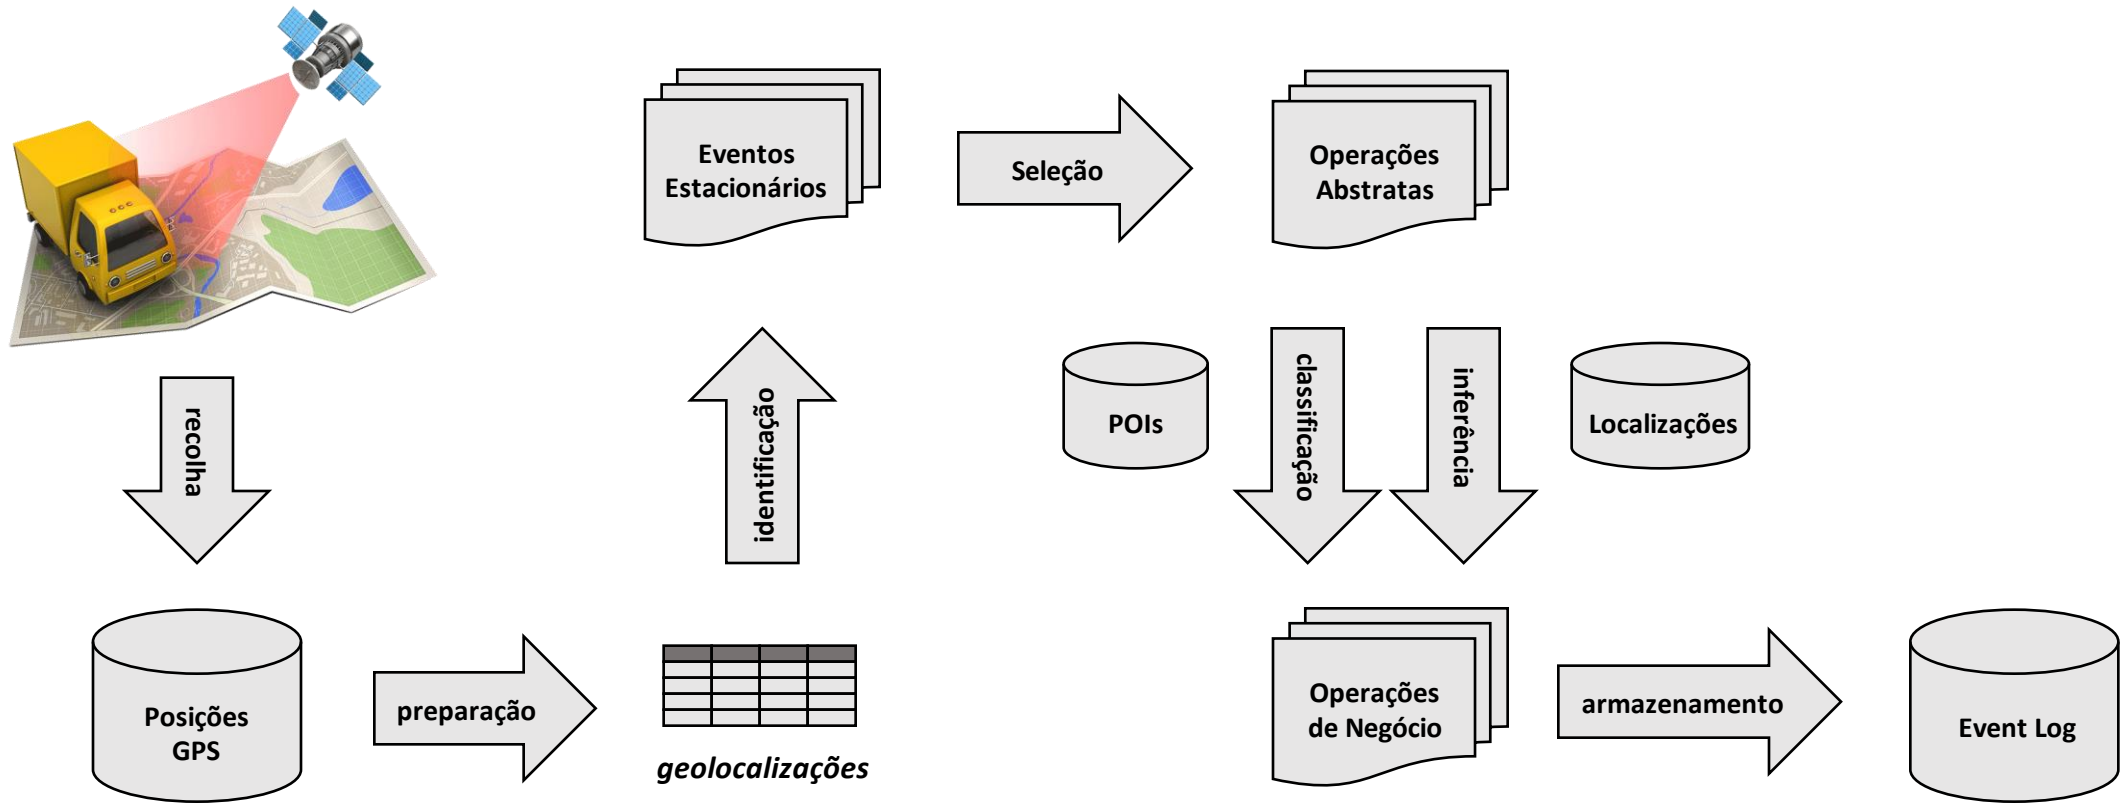 recolha
Posições
GPS
preparação
geolocalizações
identificação
Eventos
Estacionários
Seleção
Operações
Abstratas
POIs
classificação
inferência
Localizações
Operações
de Negócio
armazenamento
Event Log